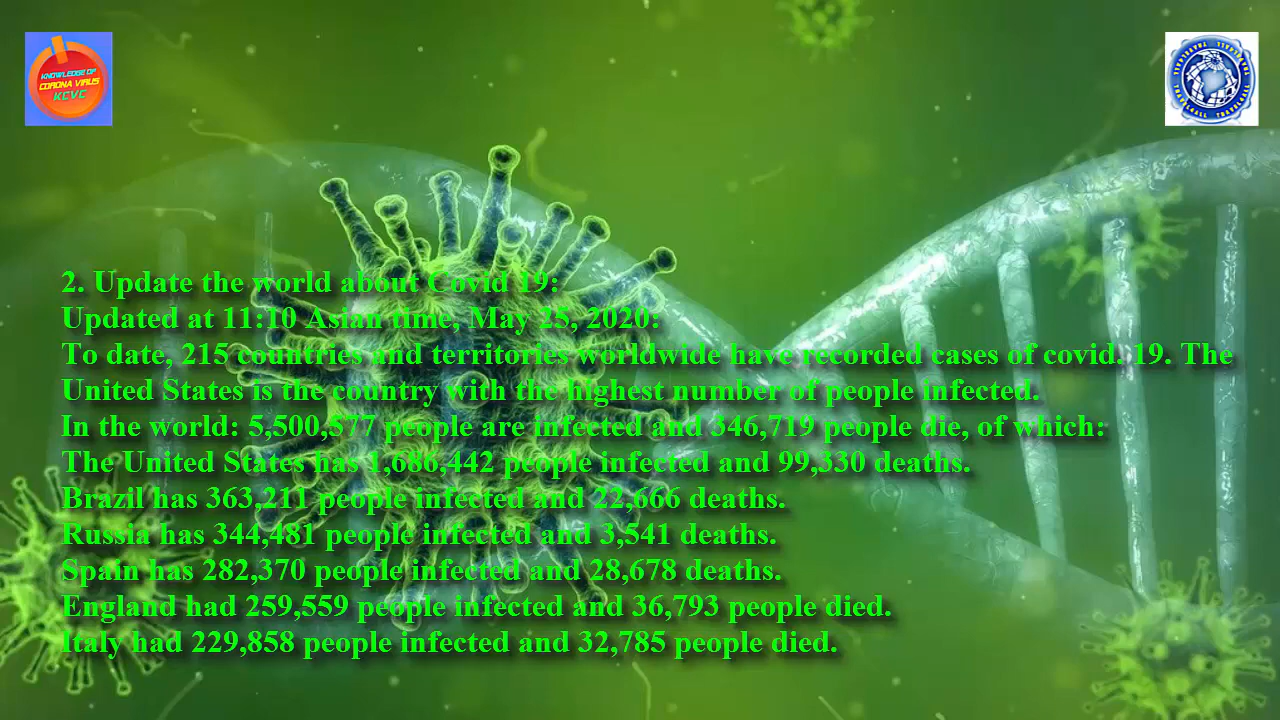 KNOWLEDGE OF
CORONA VIRUS
KCVC
2. Update the world about Covid 19:
Updated at 11:10 Asian time, May 25, 2020:
To date, 215 countries and territories worldwide have recorded cases of covid. 19. The
United States is the country with the highest number of people infected.
In the world: 5,500,577 people are infected and 346,719 people die, of which:
The United States has 1,686,442 people infected and 99,330 deaths.
Brazil has 363,211 people infected and 22,666 deaths.
Russia has 344,481 people infected and 3,541 deaths.
Spain has 282,370 people infected and 28,678 deaths.
England had 259,559 people infected and 36,793 people died.
Italy had 229,858 people infected and 32,785 people died.